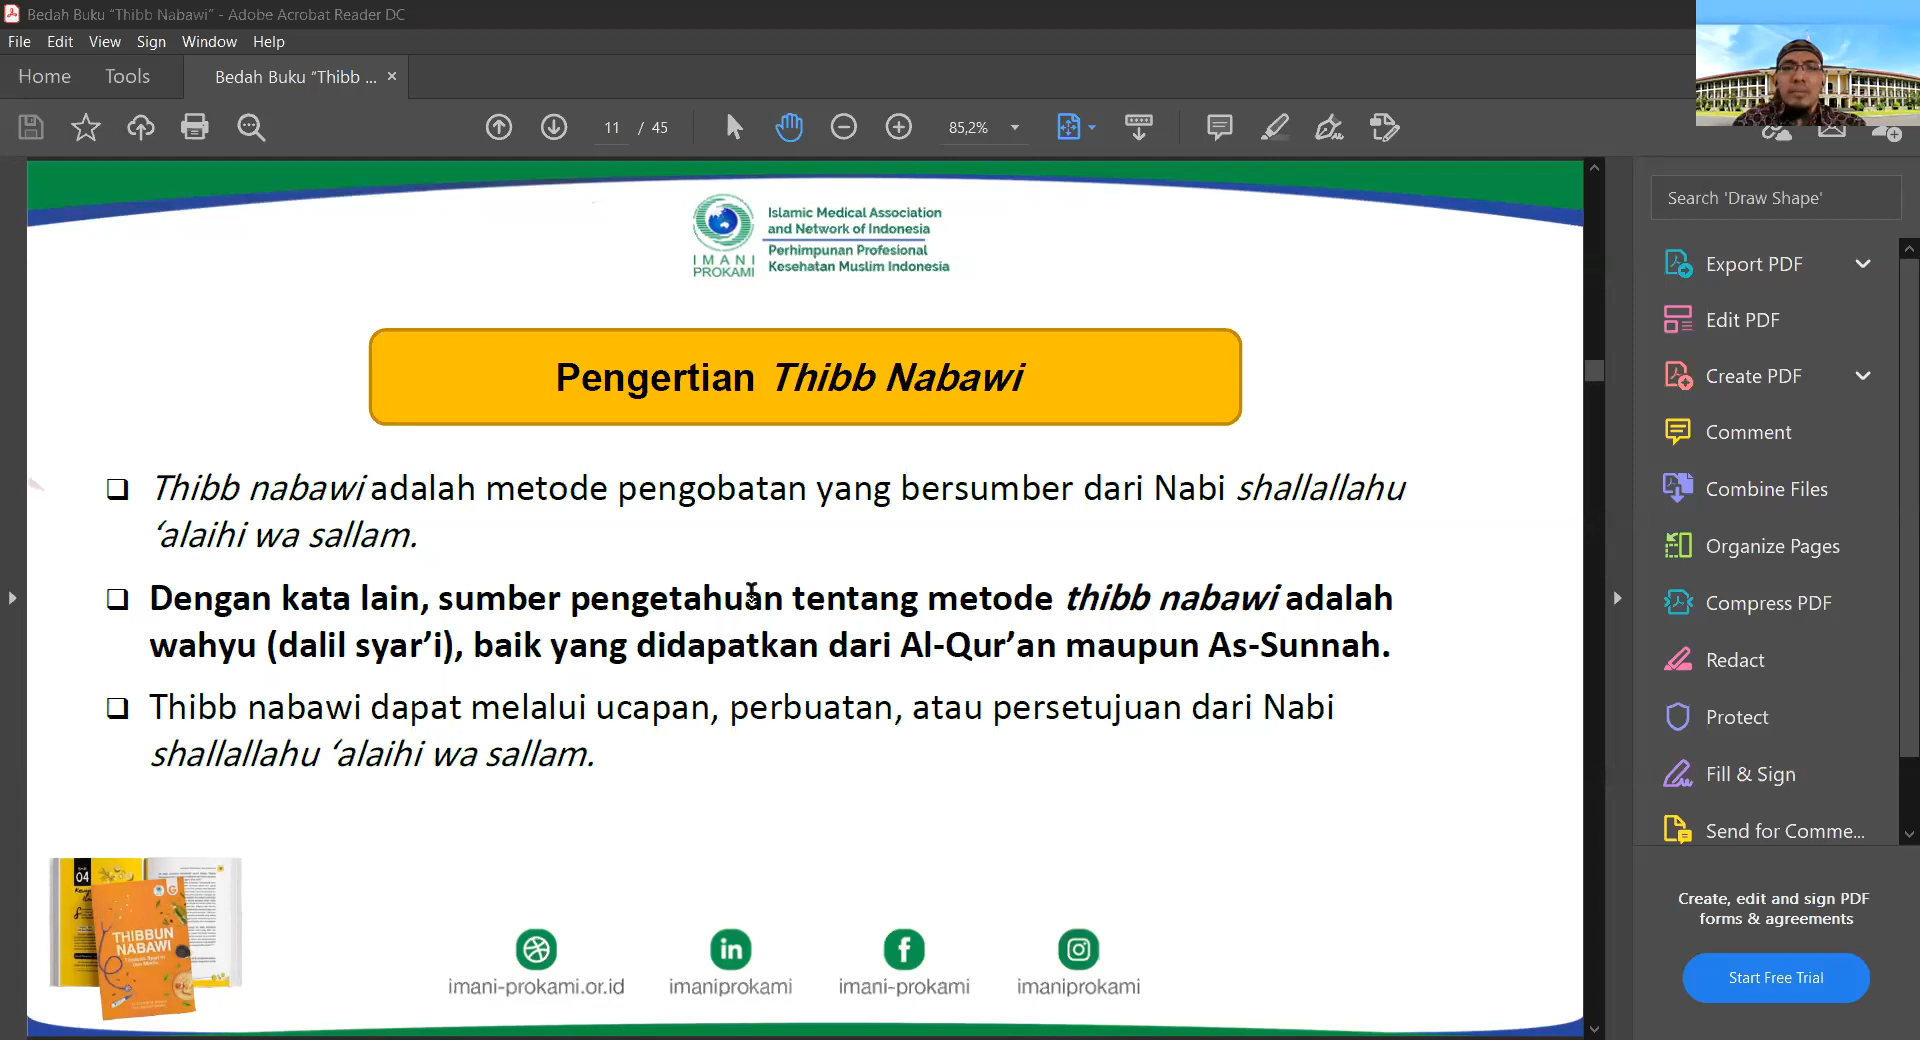 Bedah Buku “Thibb Nabawi” - Adobe Acrobat Reader DC
File Edit View Sign Window Help
Home Tools Bedah Buku “Thibb ... ×
11 / 45 85,2%
Search 'Draw Shape'
Islamic Medical Association
and Network of Indonesia
Perhimpunan Profesional
Kesehatan Muslim Indonesia
IMANI
PROKAMI
Export PDF
Edit PDF
Create PDF
Comment
Combine Files
Organize Pages
Compress PDF
Redact
Protect
Fill & Sign
Send for Comme...
Create, edit and sign PDF
forms & agreements
Start Free Trial
Pengertian Thibb Nabawi
Thibb nabawi adalah metode pengobatan yang bersumber dari Nabi shallallahu
‘alaihi wa sallam.
Dengan kata lain, sumber pengetahuan tentang metode thibb nabawi adalah
wahyu (dalil syar’i), baik yang didapatkan dari Al-Qur’an maupun As-Sunnah.
Thibb nabawi dapat melalui ucapan, perbuatan, atau persetujuan dari Nabi
shallallahu ‘alaihi wa sallam.
04
THIBBUN
NABAWI
imani-prokami.or.id imaniprokami imani-prokami imaniprokami